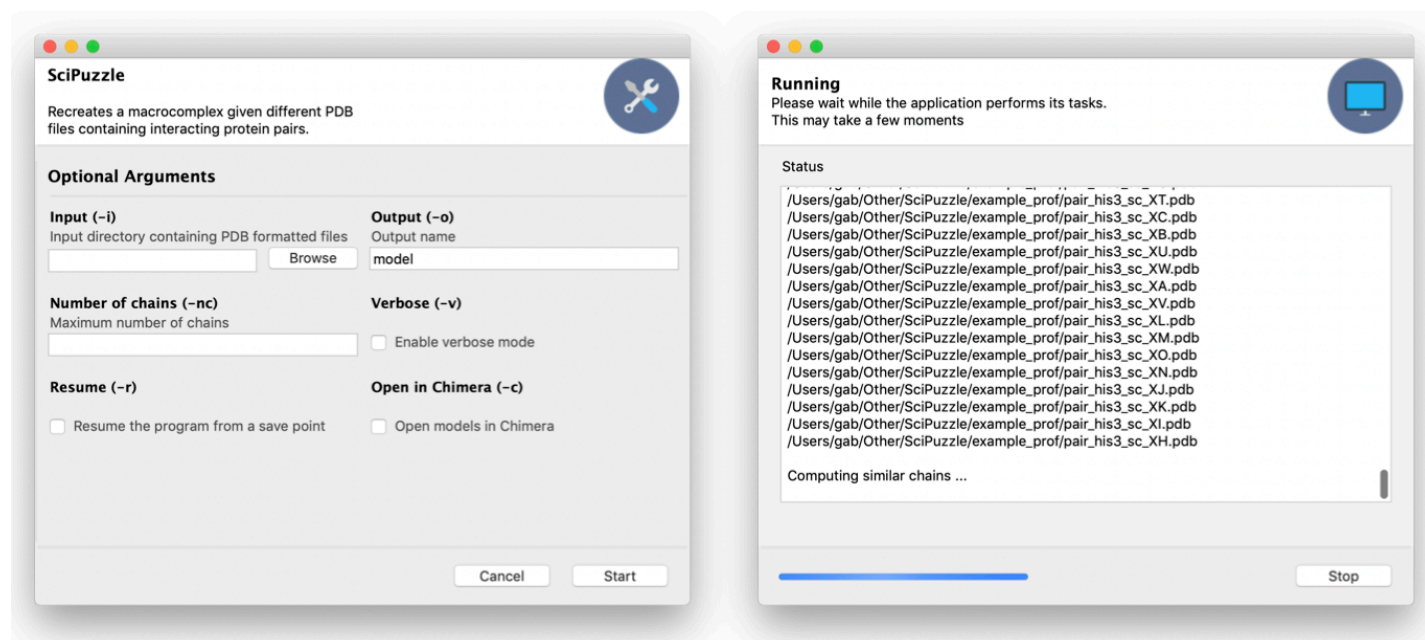 SciPuzzle
Recreates a macrocomplex given different PDB
files containing interacting protein pairs.
Optional Arguments
Input (-i)
Input directory containing PDB formatted files
Browse
Output (-o)
Output name
model
Number of chains (-nc)
Maximum number of chains
Verbose (-v)
Enable verbose mode
Resume (-r)
Resume the program from a save point
Open in Chimera (-c)
Open models in Chimera
Cancel
Start
Running
Please wait while the application performs its tasks.
This may take a few moments
Status
/Users/gab/Other/SciPuzzle/example_prof/pair_his3_sc_XT.pdb
/Users/gab/Other/SciPuzzle/example_prof/pair_his3_sc_XC.pdb
/Users/gab/Other/SciPuzzle/example_prof/pair_his3_sc_XB.pdb
/Users/gab/Other/SciPuzzle/example_prof/pair_his3_sc_XU.pdb
/Users/gab/Other/SciPuzzle/example_prof/pair_his3_sc_XW.pdb
/Users/gab/Other/SciPuzzle/example_prof/pair_his3_sc_XA.pdb
/Users/gab/Other/SciPuzzle/example_prof/pair_his3_sc_XV.pdb
/Users/gab/Other/SciPuzzle/example_prof/pair_his3_sc_XL.pdb
/Users/gab/Other/SciPuzzle/example_prof/pair_his3_sc_XM.pdb
/Users/gab/Other/SciPuzzle/example_prof/pair_his3_sc_XO.pdb
/Users/gab/Other/SciPuzzle/example_prof/pair_his3_sc_XN.pdb
/Users/gab/Other/SciPuzzle/example_prof/pair_his3_sc_XJ.pdb
/Users/gab/Other/SciPuzzle/example_prof/pair_his3_sc_XK.pdb
/Users/gab/Other/SciPuzzle/example_prof/pair_his3_sc_XI.pdb
/Users/gab/Other/SciPuzzle/example_prof/pair_his3_sc_XH.pdb
Computing similar chains ...
Stop